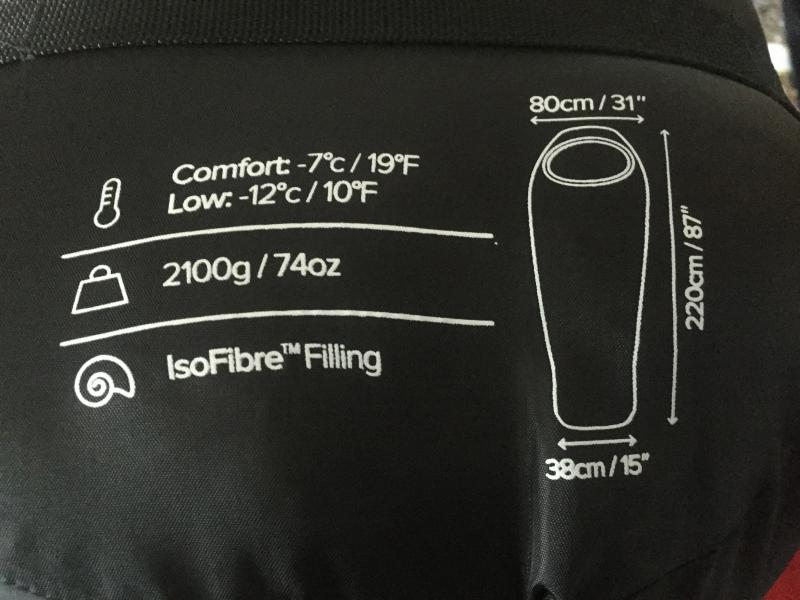 80cm / 31"
Comfort: -7°c / 19°F
Low: -12°c / 10°F
2100g / 74oz
IsoFibre™ Filling
220cm / 87"
38cm / 15"